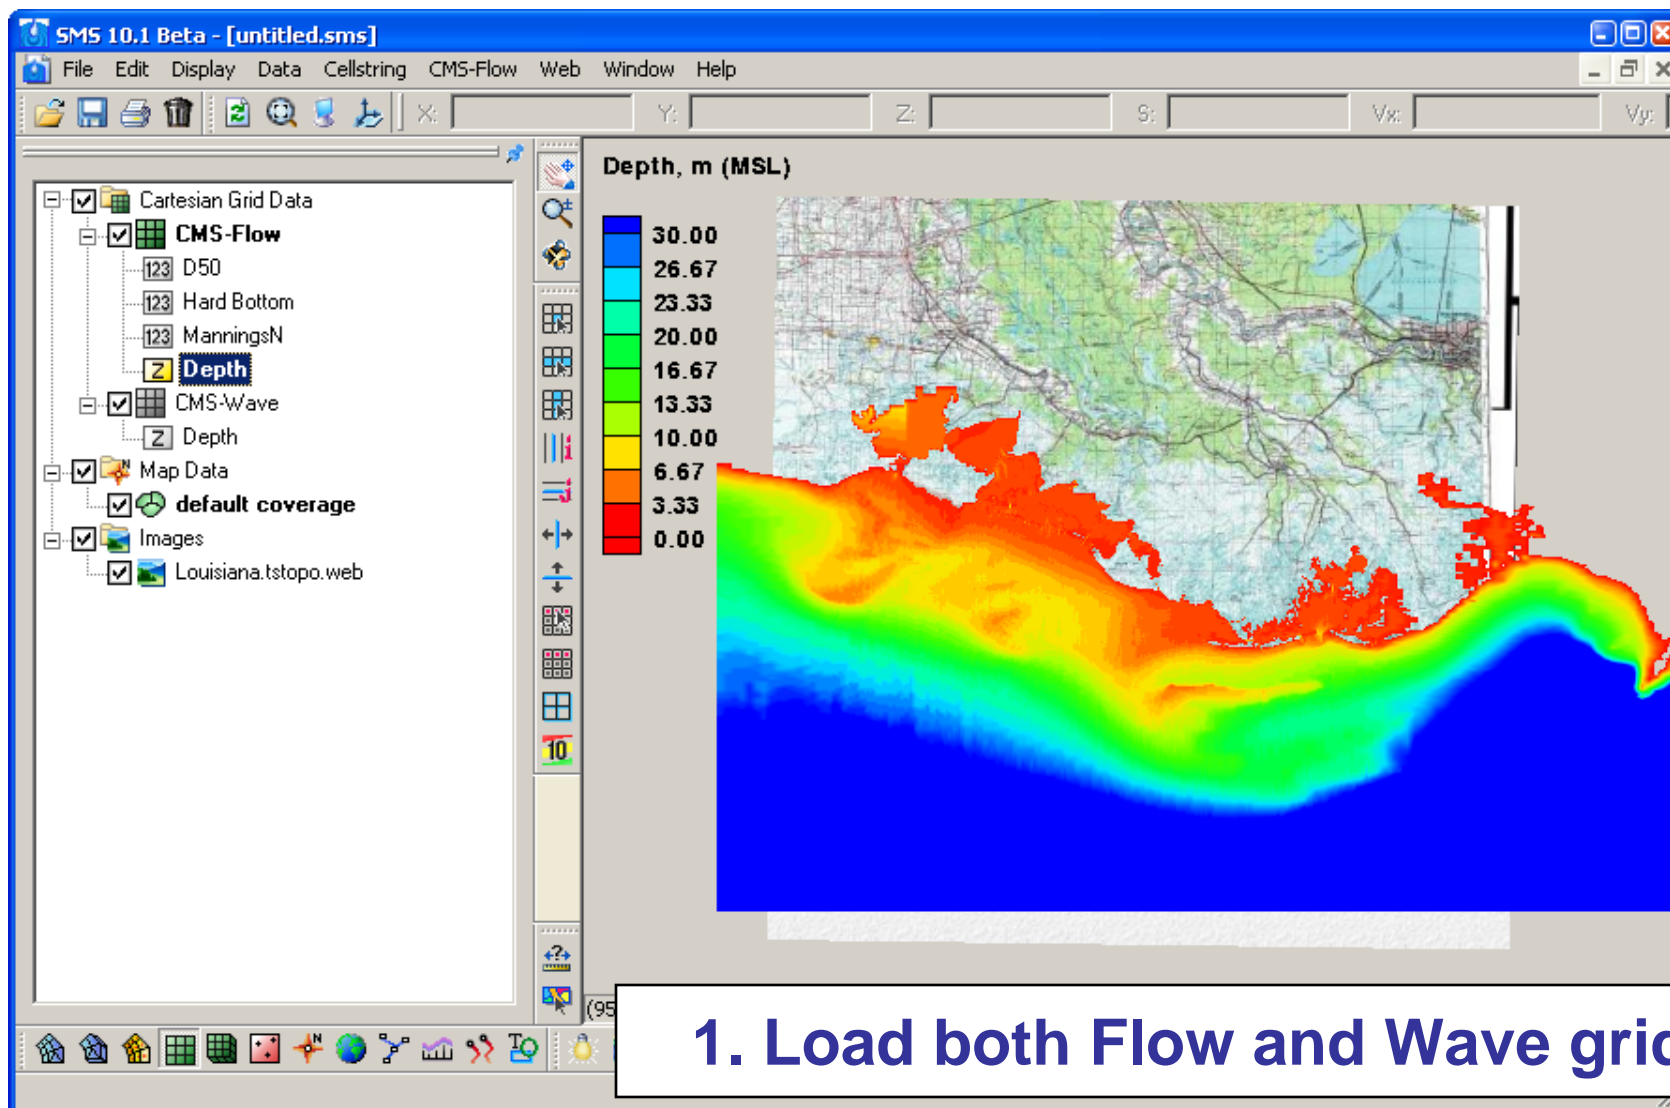 SMS 10.1 Beta - [untitled.sms]
File Edit Display Data Cellstring CMS-Flow Web Window Help
X: Y: Z: S: Vx: Vy:
Cartesian Grid Data
CMS-Flow
123 D50
123 Hard Bottom
123 ManningsN
Z Depth
CMS-Wave
Z Depth
Map Data
default coverage
Images
Louisiana.tstopo.web
i
j
10
?
Depth, m (MSL)
30.00
26.67
23.33
20.00
16.67
13.33
10.00
6.67
3.33
0.00
(95
1. Load both Flow and Wave grid